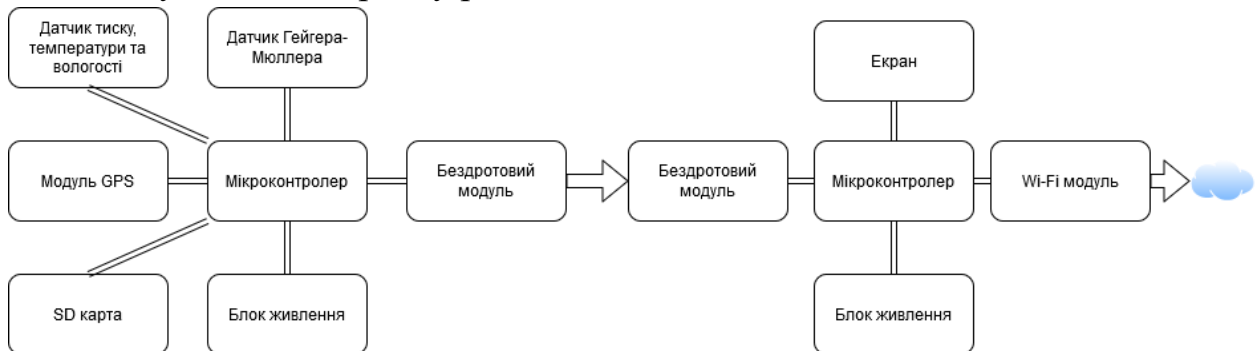 Датчик тиску,
температури та
вологості
Датчик Гейгера-
Мюллера
Екран
Модуль GPS
Мікроконтролер
Бездротовий
модуль
Бездротовий
модуль
Мікроконтролер
Wi-Fi модуль
SD карта
Блок живлення
Блок живлення